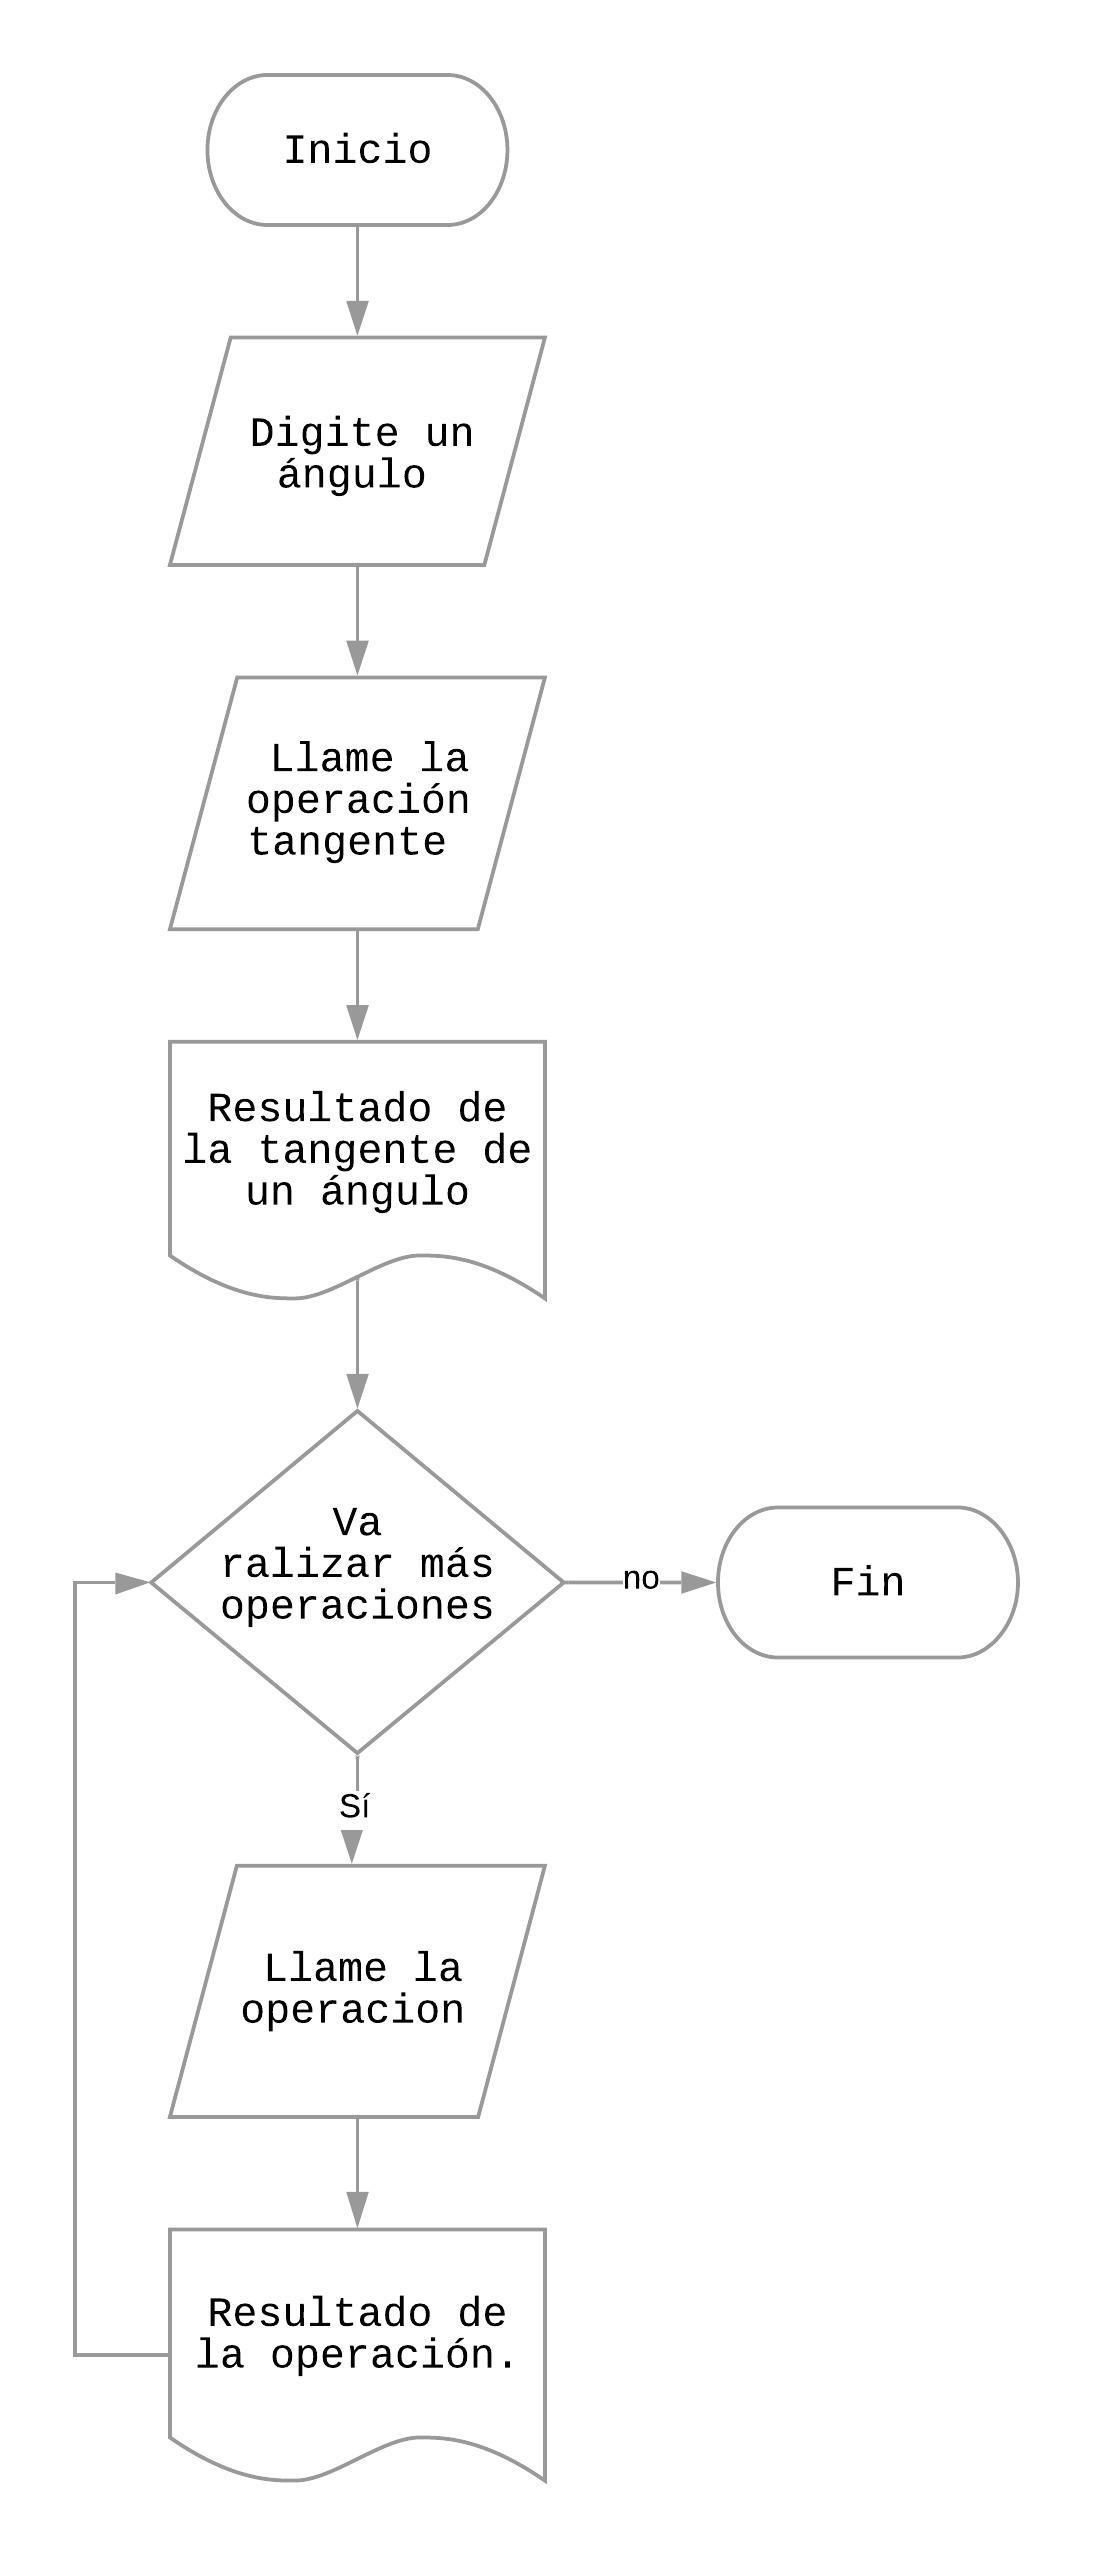 Inicio
Digite un
ángulo
Llame la
operación
tangente
Resultado de
la tangente de
un ángulo
Va
ralizar más
operaciones
no
Fin
Sí
Llame la
operacion
Resultado de
la operación.